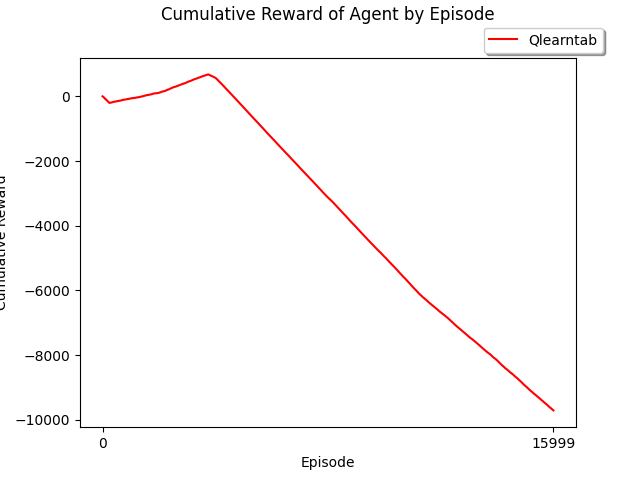 Cumulative Reward of Agent by Episode
Qlearntab
0
−2000
−4000
−6000
−8000
−10000
Cumulative Reward
0
15999
Episode